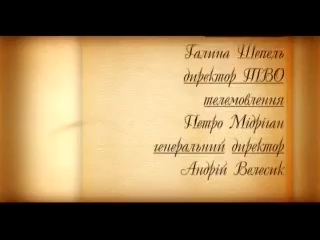 Галина Шепель
директор ТВО
телемовлення
Петро Мідріган
генеральний директор
Андрій Велесик